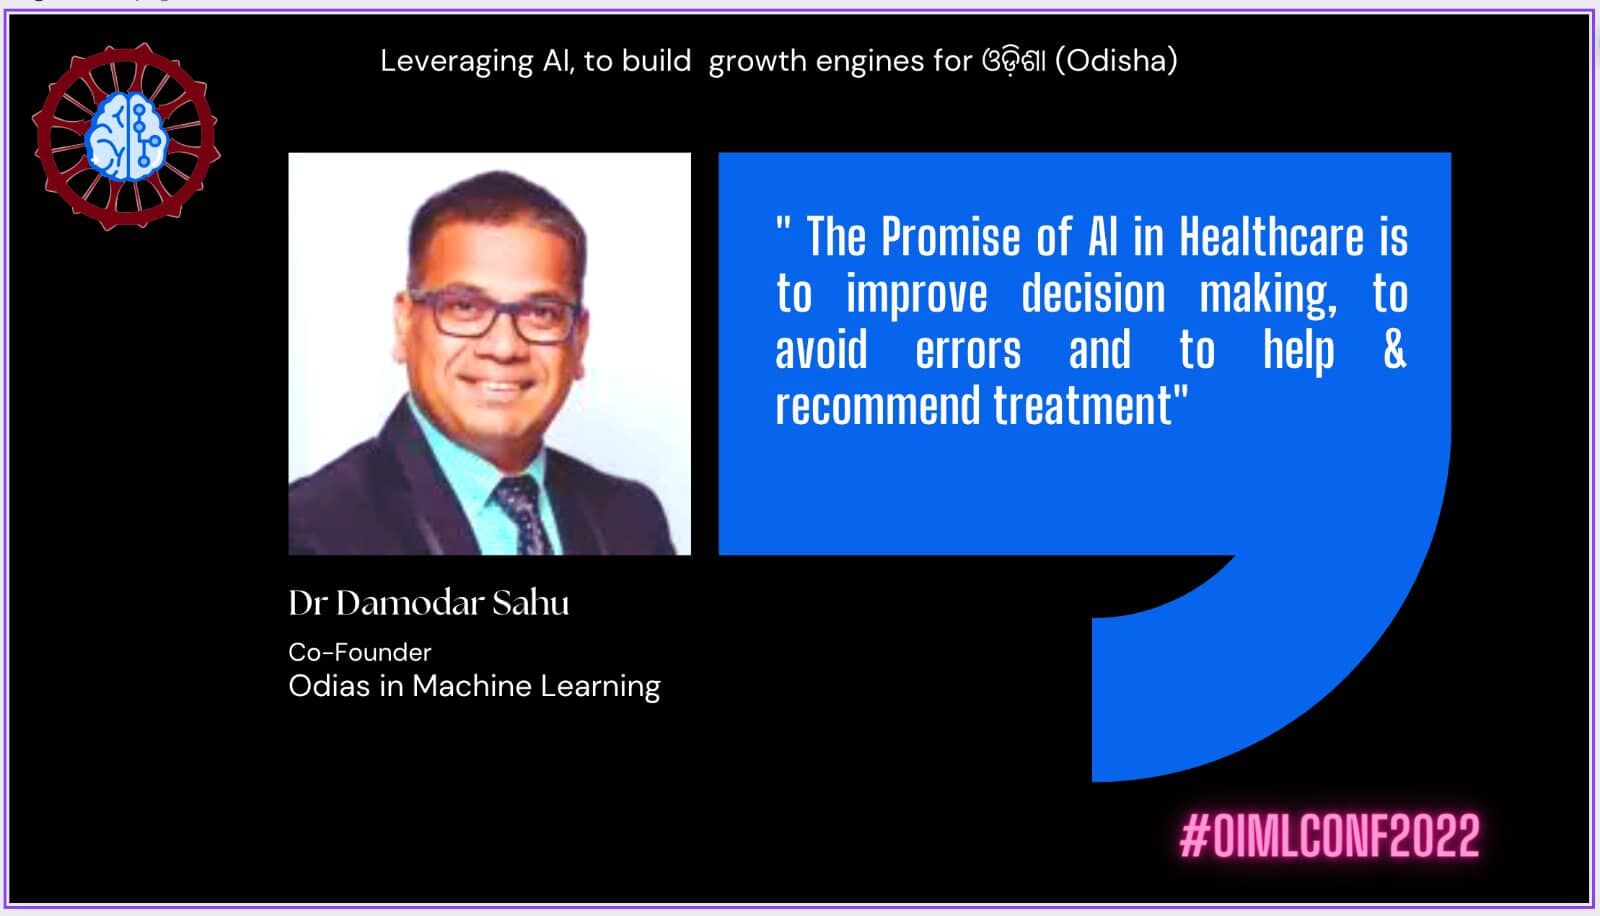 Leveraging AI, to build growth engines for ଓଡ଼ିଶା (Odisha)
" The Promise of AI in Healthcare is
to improve decision making, to
avoid errors and to help &
recommend treatment"
Dr Damodar Sahu
Co-Founder
Odias in Machine Learning
#OIMLCONF2022